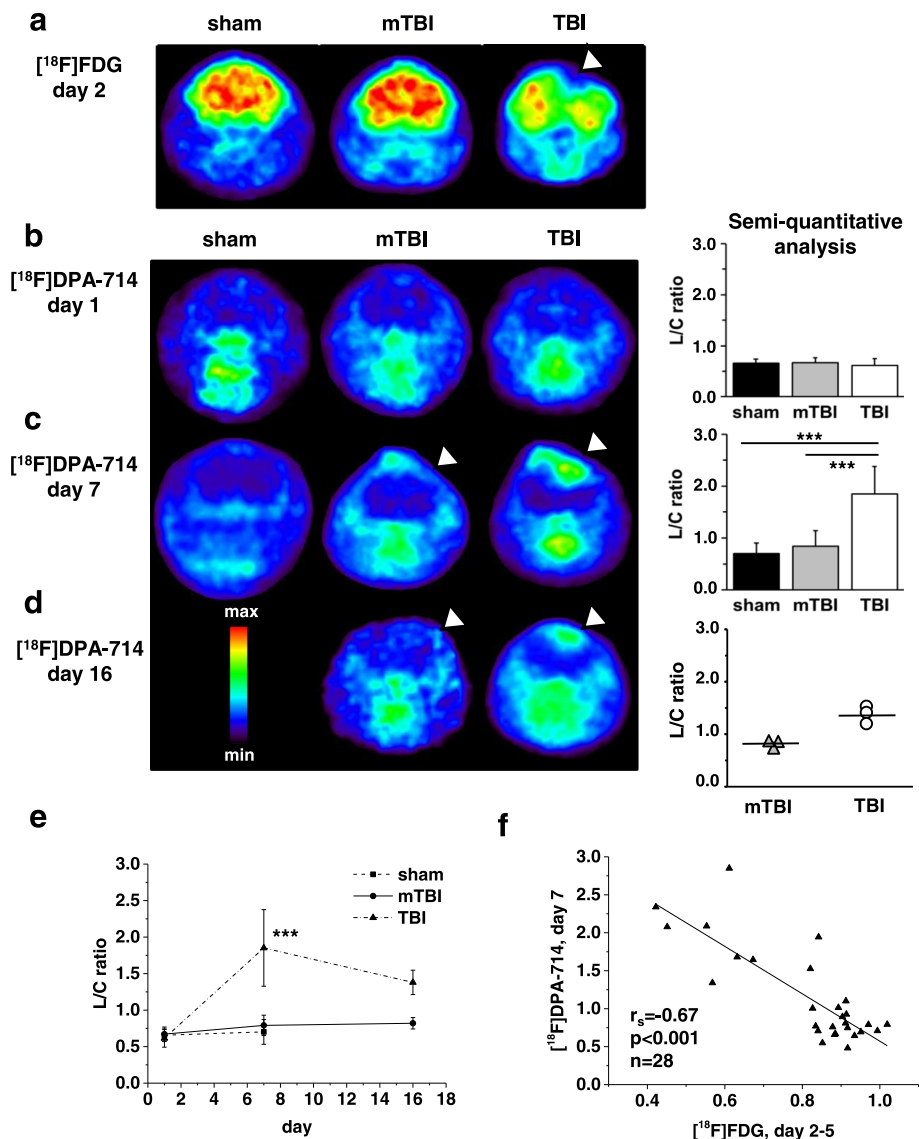 a
sham mTBI TBI
[¹⁸F]FDG
day 2
b
sham mTBI TBI
[¹⁸F]DPA-714
day 1
Semi-quantitative
analysis
L/C ratio
3.0
2.0
1.0
0.0
sham mTBI TBI
c
[¹⁸F]DPA-714
day 7
L/C ratio
3.0
2.0
1.0
0.0
***
***
sham mTBI TBI
d
[¹⁸F]DPA-714
day 16
max
min
L/C ratio
3.0
2.0
1.0
0.0
mTBI TBI
e
L/C ratio
3.0
2.5
2.0
1.5
1.0
0.5
0.0
sham
mTBI
TBI
***
0 2 4 6 8 10 12 14 16 18
day
f
[¹⁸F]DPA-714, day 7
3.0
2.5
2.0
1.5
1.0
0.5
0.0
rₛ=-0.67
p<0.001
n=28
0.4 0.6 0.8 1.0
[¹⁸F]FDG, day 2-5